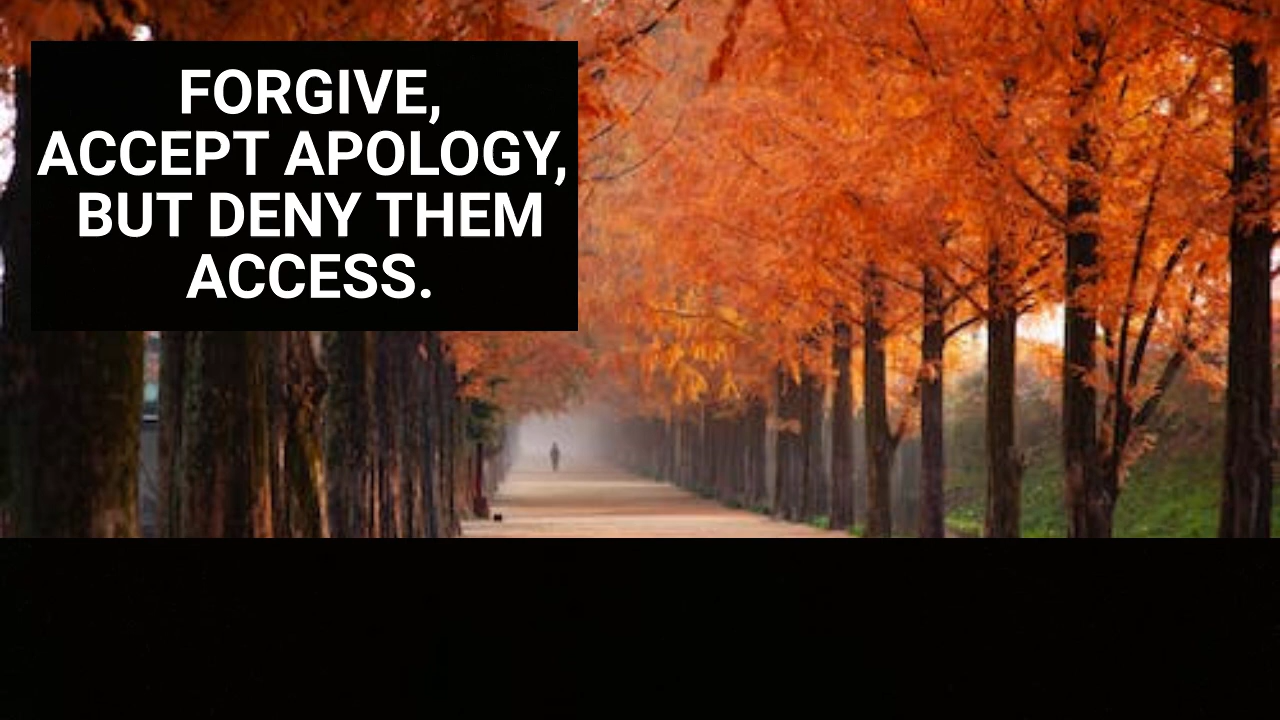 FORGIVE,
ACCEPT APOLOGY,
BUT DENY THEM
ACCESS.